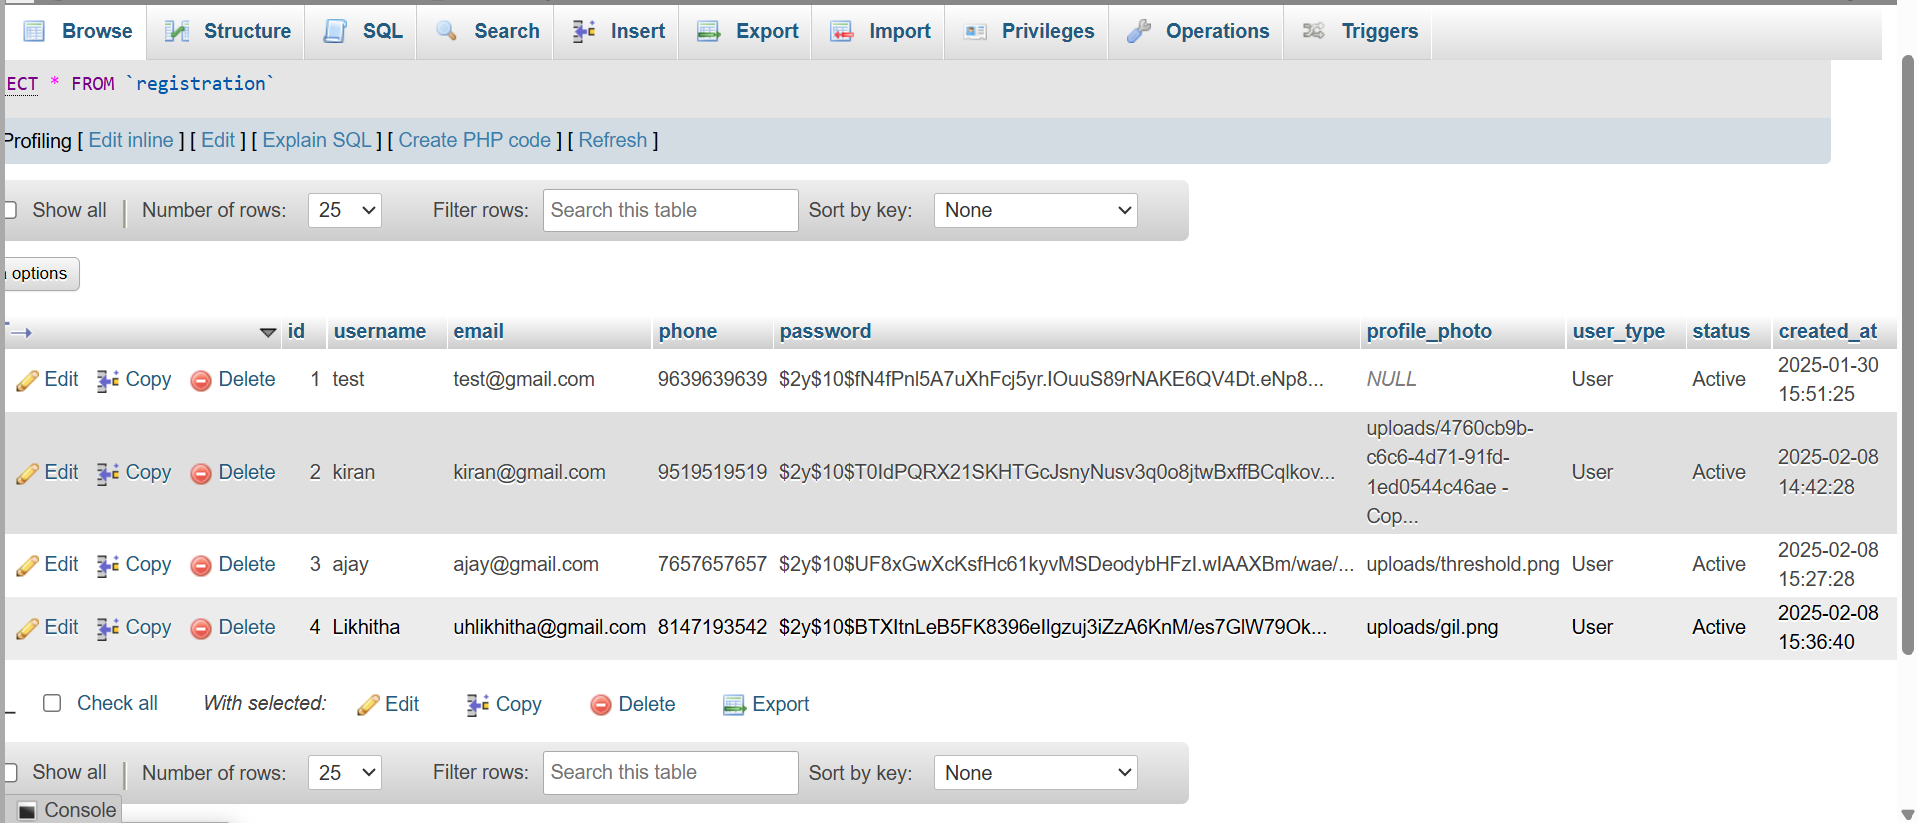 Browse Structure SQL Search Insert Export Import Privileges Operations Triggers
ECT * FROM `registration`
Profiling [ Edit inline ] [ Edit ] [ Explain SQL ] [ Create PHP code ] [ Refresh ]
Show all Number of rows: 25 Filter rows: Search this table Sort by key: None
options
id username email phone password profile_photo user_type status created_at
Edit Copy Delete 1 test test@gmail.com 9639639639 $2y$10$fN4fPnl5A7uXhFcj5yr.IOuuS89rNAKE6QV4Dt.eNp8... NULL User Active 2025-01-30
15:51:25
uploads/4760cb9b-
c6c6-4d71-91fd-
Edit Copy Delete 2 kiran kiran@gmail.com 9519519519 $2y$10$T0IdPQRX21SKHTGcJsnyNusv3q0o8jtwBxffBCqlkov... User Active 2025-02-08
14:42:28
1ed0544c46ae -
Cop...
Edit Copy Delete 3 ajay ajay@gmail.com 7657657657 $2y$10$UF8xGwXcKsfHc61kyvMSDeodybHFzI.wIAAXBm/wae/... uploads/threshold.png User Active 2025-02-08
15:27:28
Edit Copy Delete 4 Likhitha uhlikhitha@gmail.com 8147193542 $2y$10$BTXItnLeB5FK8396eIlgzuj3iZzA6KnM/es7GlW79Ok... uploads/gil.png User Active 2025-02-08
15:36:40
Check all With selected: Edit Copy Delete Export
Show all Number of rows: 25 Filter rows: Search this table Sort by key: None
Console